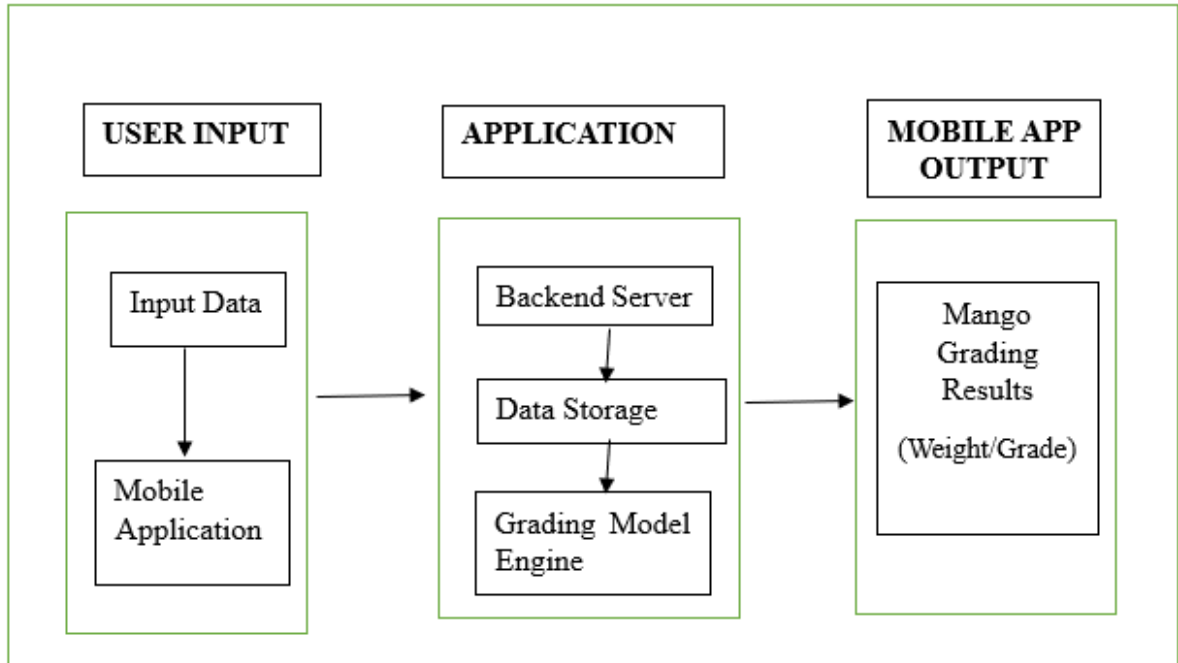 USER INPUT
APPLICATION
MOBILE APP
OUTPUT
Input Data
Mobile
Application
Backend Server
Data Storage
Grading Model
Engine
Mango
Grading
Results
(Weight/Grade)